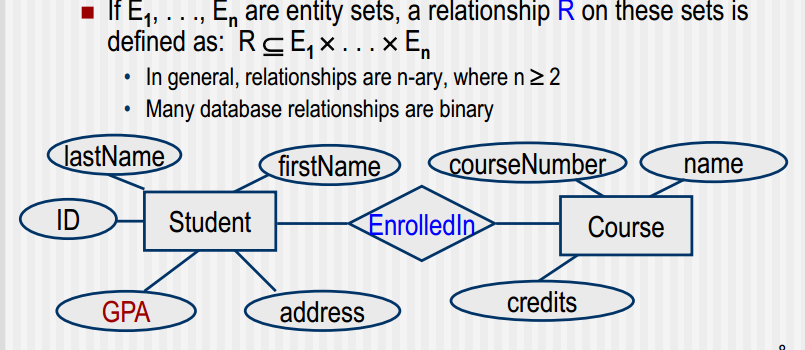 If E1, . . ., En are entity sets, a relationship R on these sets is
defined as: R ⊆ E1 × . . . × En
• In general, relationships are n-ary, where n ≥ 2
• Many database relationships are binary
lastName
firstName
courseNumber
name
ID
Student
EnrolledIn
Course
GPA
address
credits